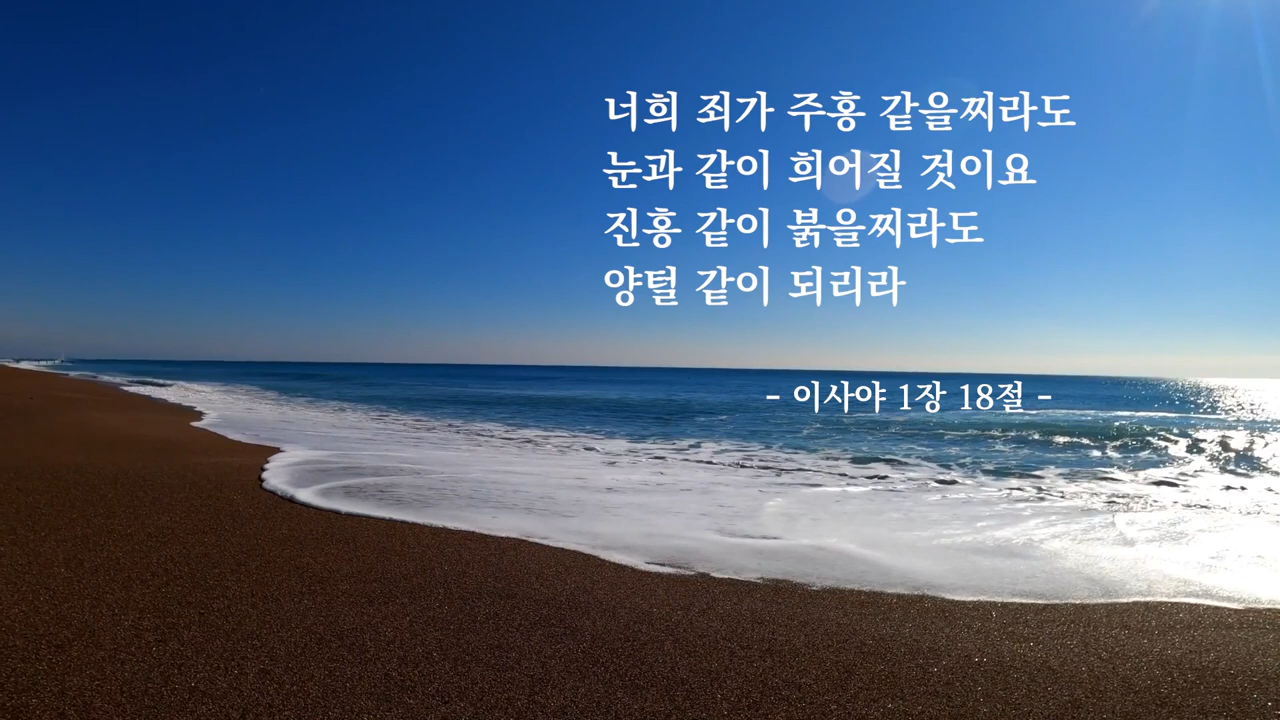 너희 죄가 주홍 같을찌라도
눈과 같이 희어질 것이요
진홍 같이 붉을찌라도
양털 같이 되리라
- 이사야 1장 18절 -